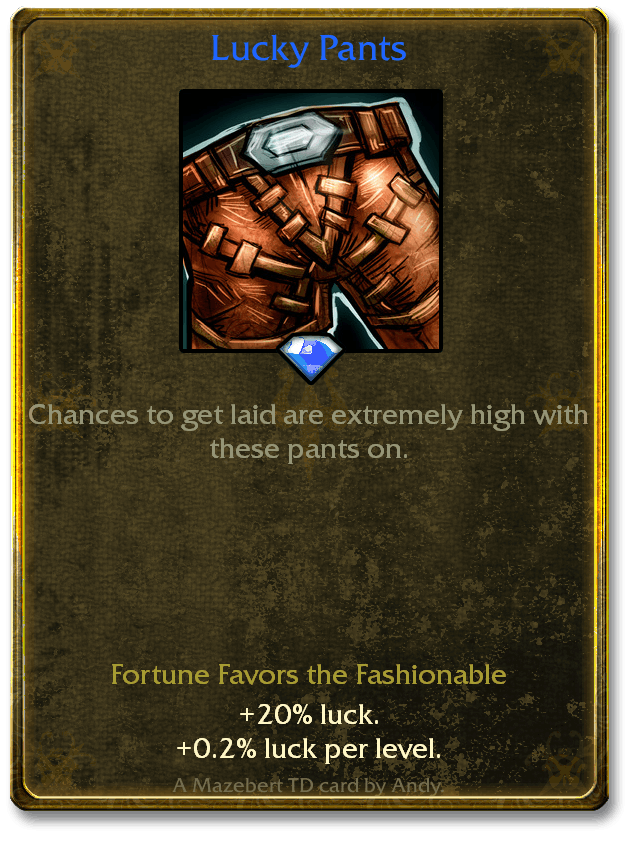 Lucky Pants
Chances to get laid are extremely high with
these pants on.
Fortune Favors the Fashionable
+20% luck.
+0.2% luck per level.
A Mazebert TD card by Andy.